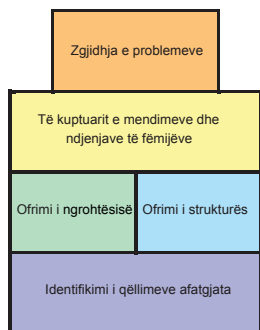 Zgjidhja e problemeve
Të kuptuarit e mendimeve dhe
ndjenjave të fëmijëve
Ofrimi i ngrohtësisë
Ofrimi i strukturës
Identifikimi i qëllimeve afatgjata